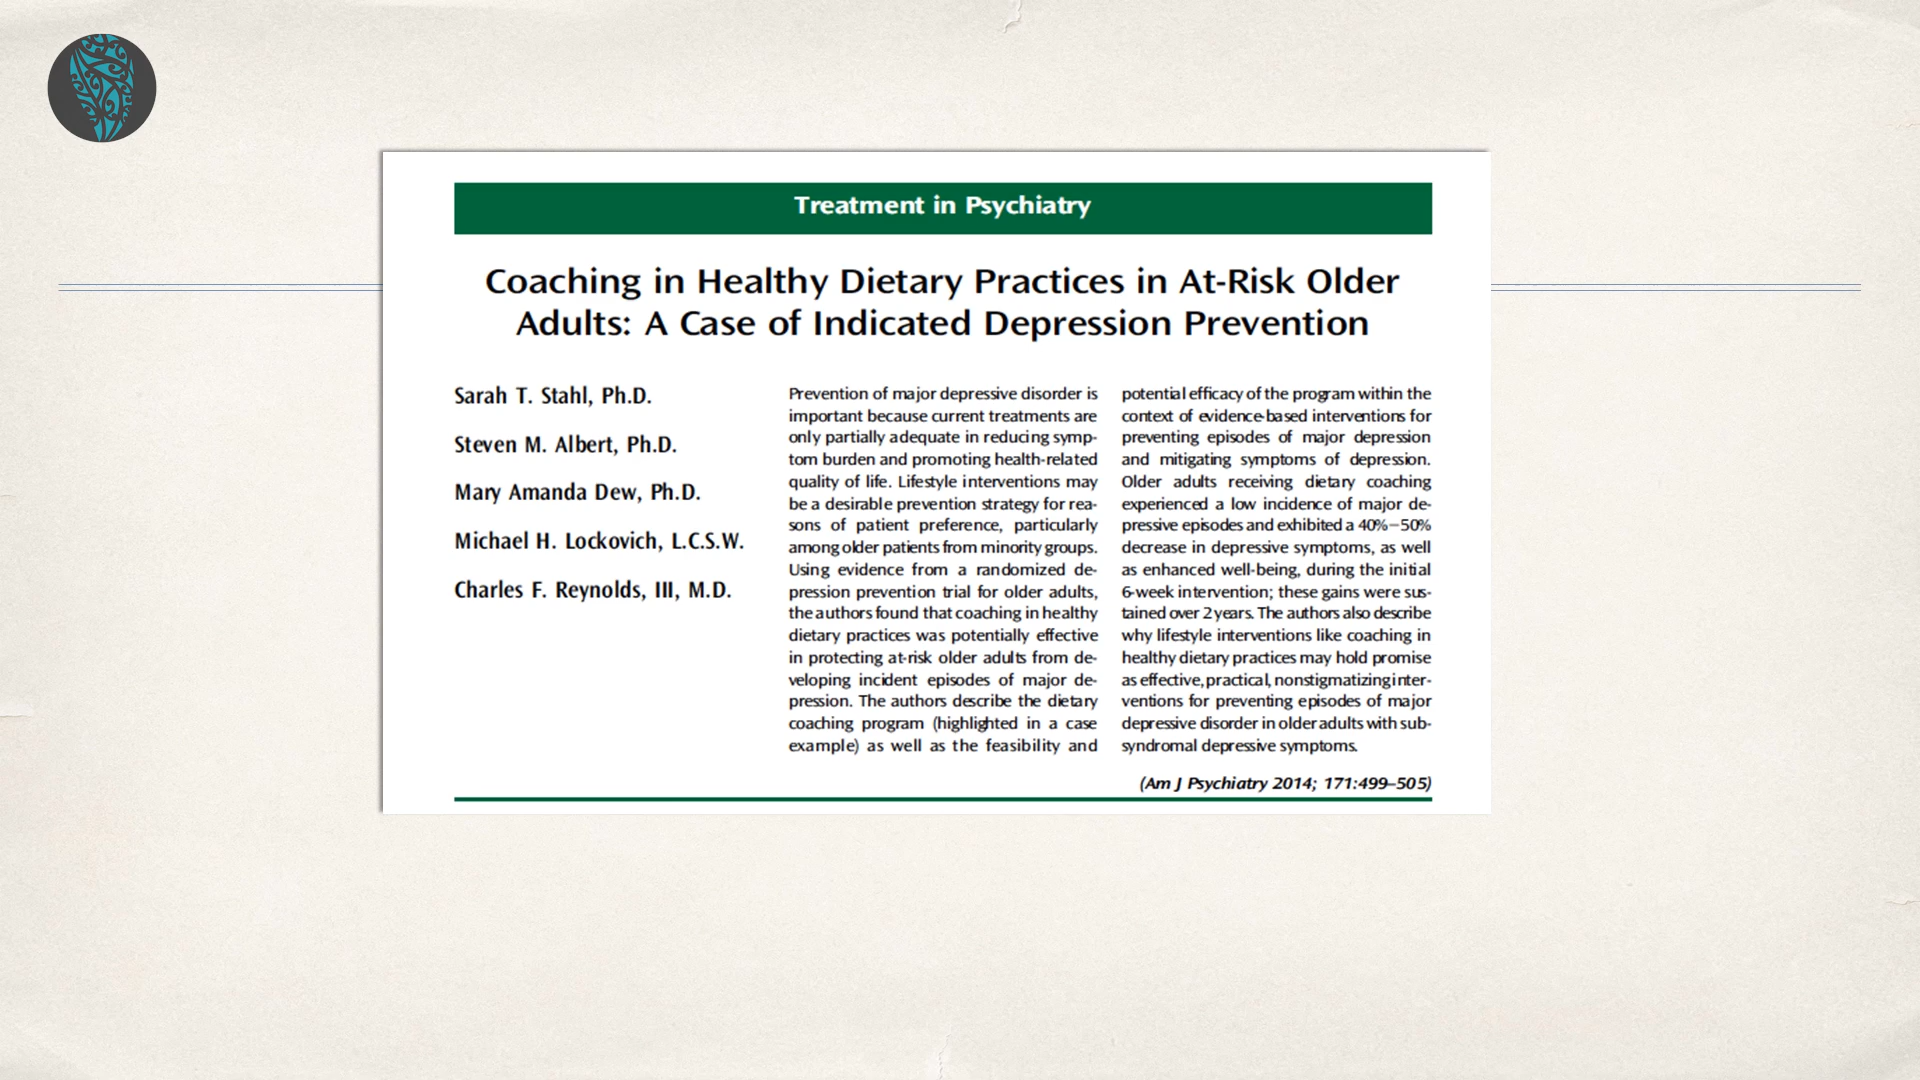 Treatment in Psychiatry
Coaching in Healthy Dietary Practices in At-Risk Older
Adults: A Case of Indicated Depression Prevention
Sarah T. Stahl, Ph.D.
Steven M. Albert, Ph.D.
Mary Amanda Dew, Ph.D.
Michael H. Lockovich, L.C.S.W.
Charles F. Reynolds, III, M.D.
Prevention of major depressive disorder is
important because current treatments are
only partially adequate in reducing symp-
tom burden and promoting health-related
quality of life. Lifestyle interventions may
be a desirable prevention strategy for rea-
sons of patient preference, particularly
among older patients from minority groups.
Using evidence from a randomized de-
pression prevention trial for older adults,
the authors found that coaching in healthy
dietary practices was potentially effective
in protecting at-risk older adults from de-
veloping incident episodes of major de-
pression. The authors describe the dietary
coaching program (highlighted in a case
example) as well as the feasibility and
potential efficacy of the program within the
context of evidence-based interventions for
preventing episodes of major depression
and mitigating symptoms of depression.
Older adults receiving dietary coaching
experienced a low incidence of major de-
pressive episodes and exhibited a 40%–50%
decrease in depressive symptoms, as well
as enhanced well-being, during the initial
6-week intervention; these gains were sus-
tained over 2 years. The authors also describe
why lifestyle interventions like coaching in
healthy dietary practices may hold promise
as effective, practical, nonstigmatizing inter-
ventions for preventing episodes of major
depressive disorder in older adults with sub-
syndromal depressive symptoms.
(Am J Psychiatry 2014; 171:499–505)